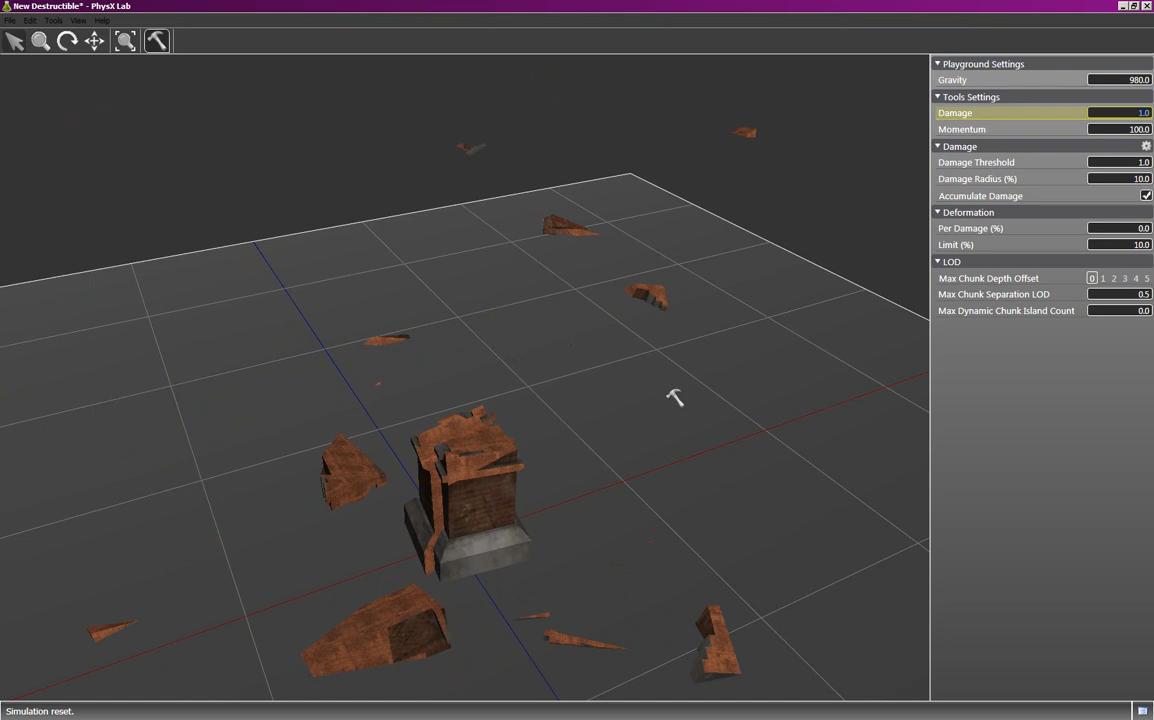 New Destructible* - PhysX Lab
File Edit Tools View Help
Playground Settings
Gravity 980.0
Tools Settings
Damage 1.0
Momentum 100.0
Damage
Damage Threshold 1.0
Damage Radius (%) 10.0
Accumulate Damage
Deformation
Per Damage (%) 0.0
Limit (%) 10.0
LOD
Max Chunk Depth Offset 0 1 2 3 4 5
Max Chunk Separation LOD 0.5
Max Dynamic Chunk Island Count 0.0
Simulation reset.